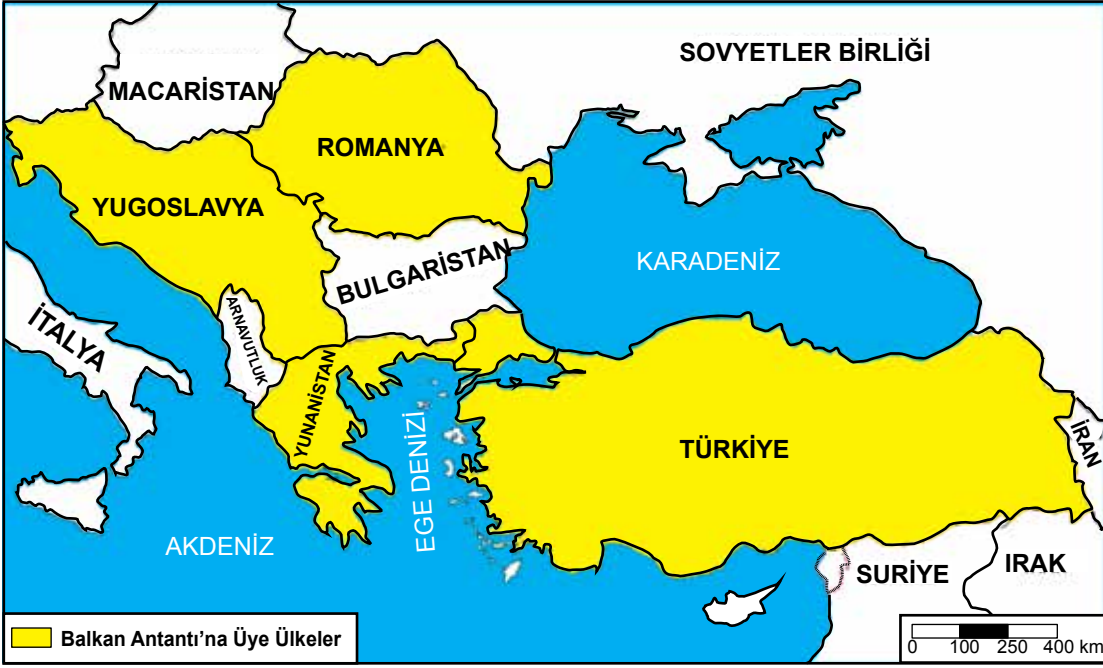 SOVYETLER BİRLİĞİ
MACARİSTAN
ROMANYA
YUGOSLAVYA
BULGARİSTAN
KARADENİZ
ARNAVUTLUK
İTALYA
YUNANİSTAN
TÜRKİYE
İRAN
EGE DENİZİ
AKDENİZ
SURİYE
IRAK
Balkan Antantı’na Üye Ülkeler
0 100 250 400 km